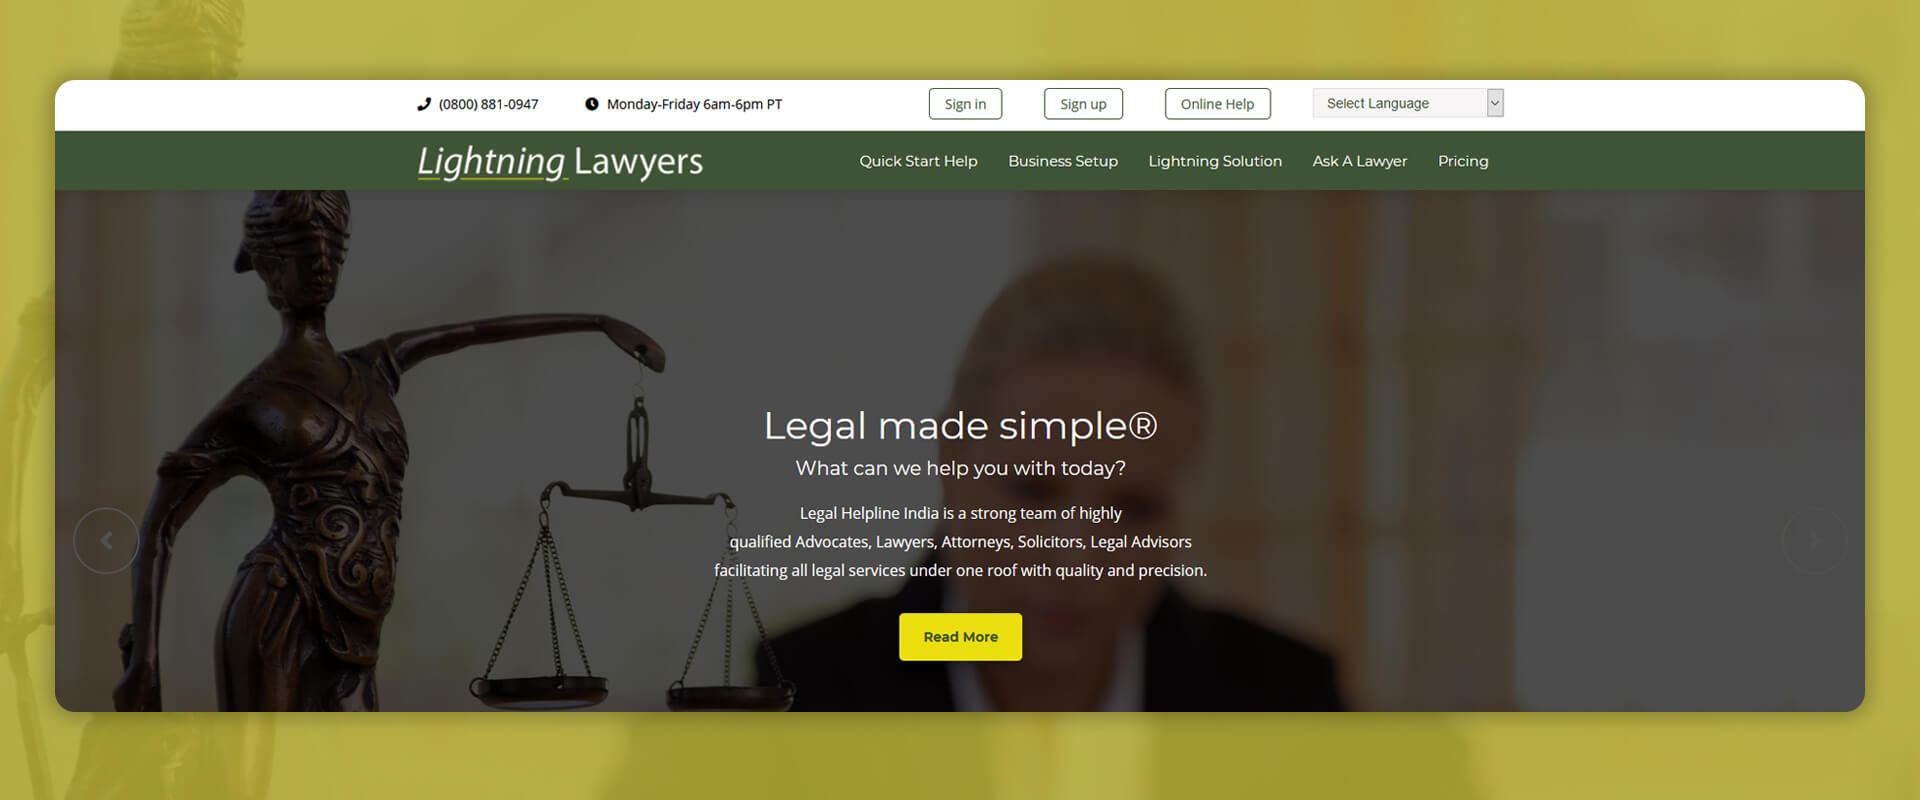 (0800) 881-0947
Monday-Friday 6am-6pm PT
Sign in
Sign up
Online Help
Select Language
Lightning Lawyers
Quick Start Help
Business Setup
Lightning Solution
Ask A Lawyer
Pricing
Legal made simple®
What can we help you with today?
Legal Helpline India is a strong team of highly
qualified Advocates, Lawyers, Attorneys, Solicitors, Legal Advisors
facilitating all legal services under one roof with quality and precision.
Read More